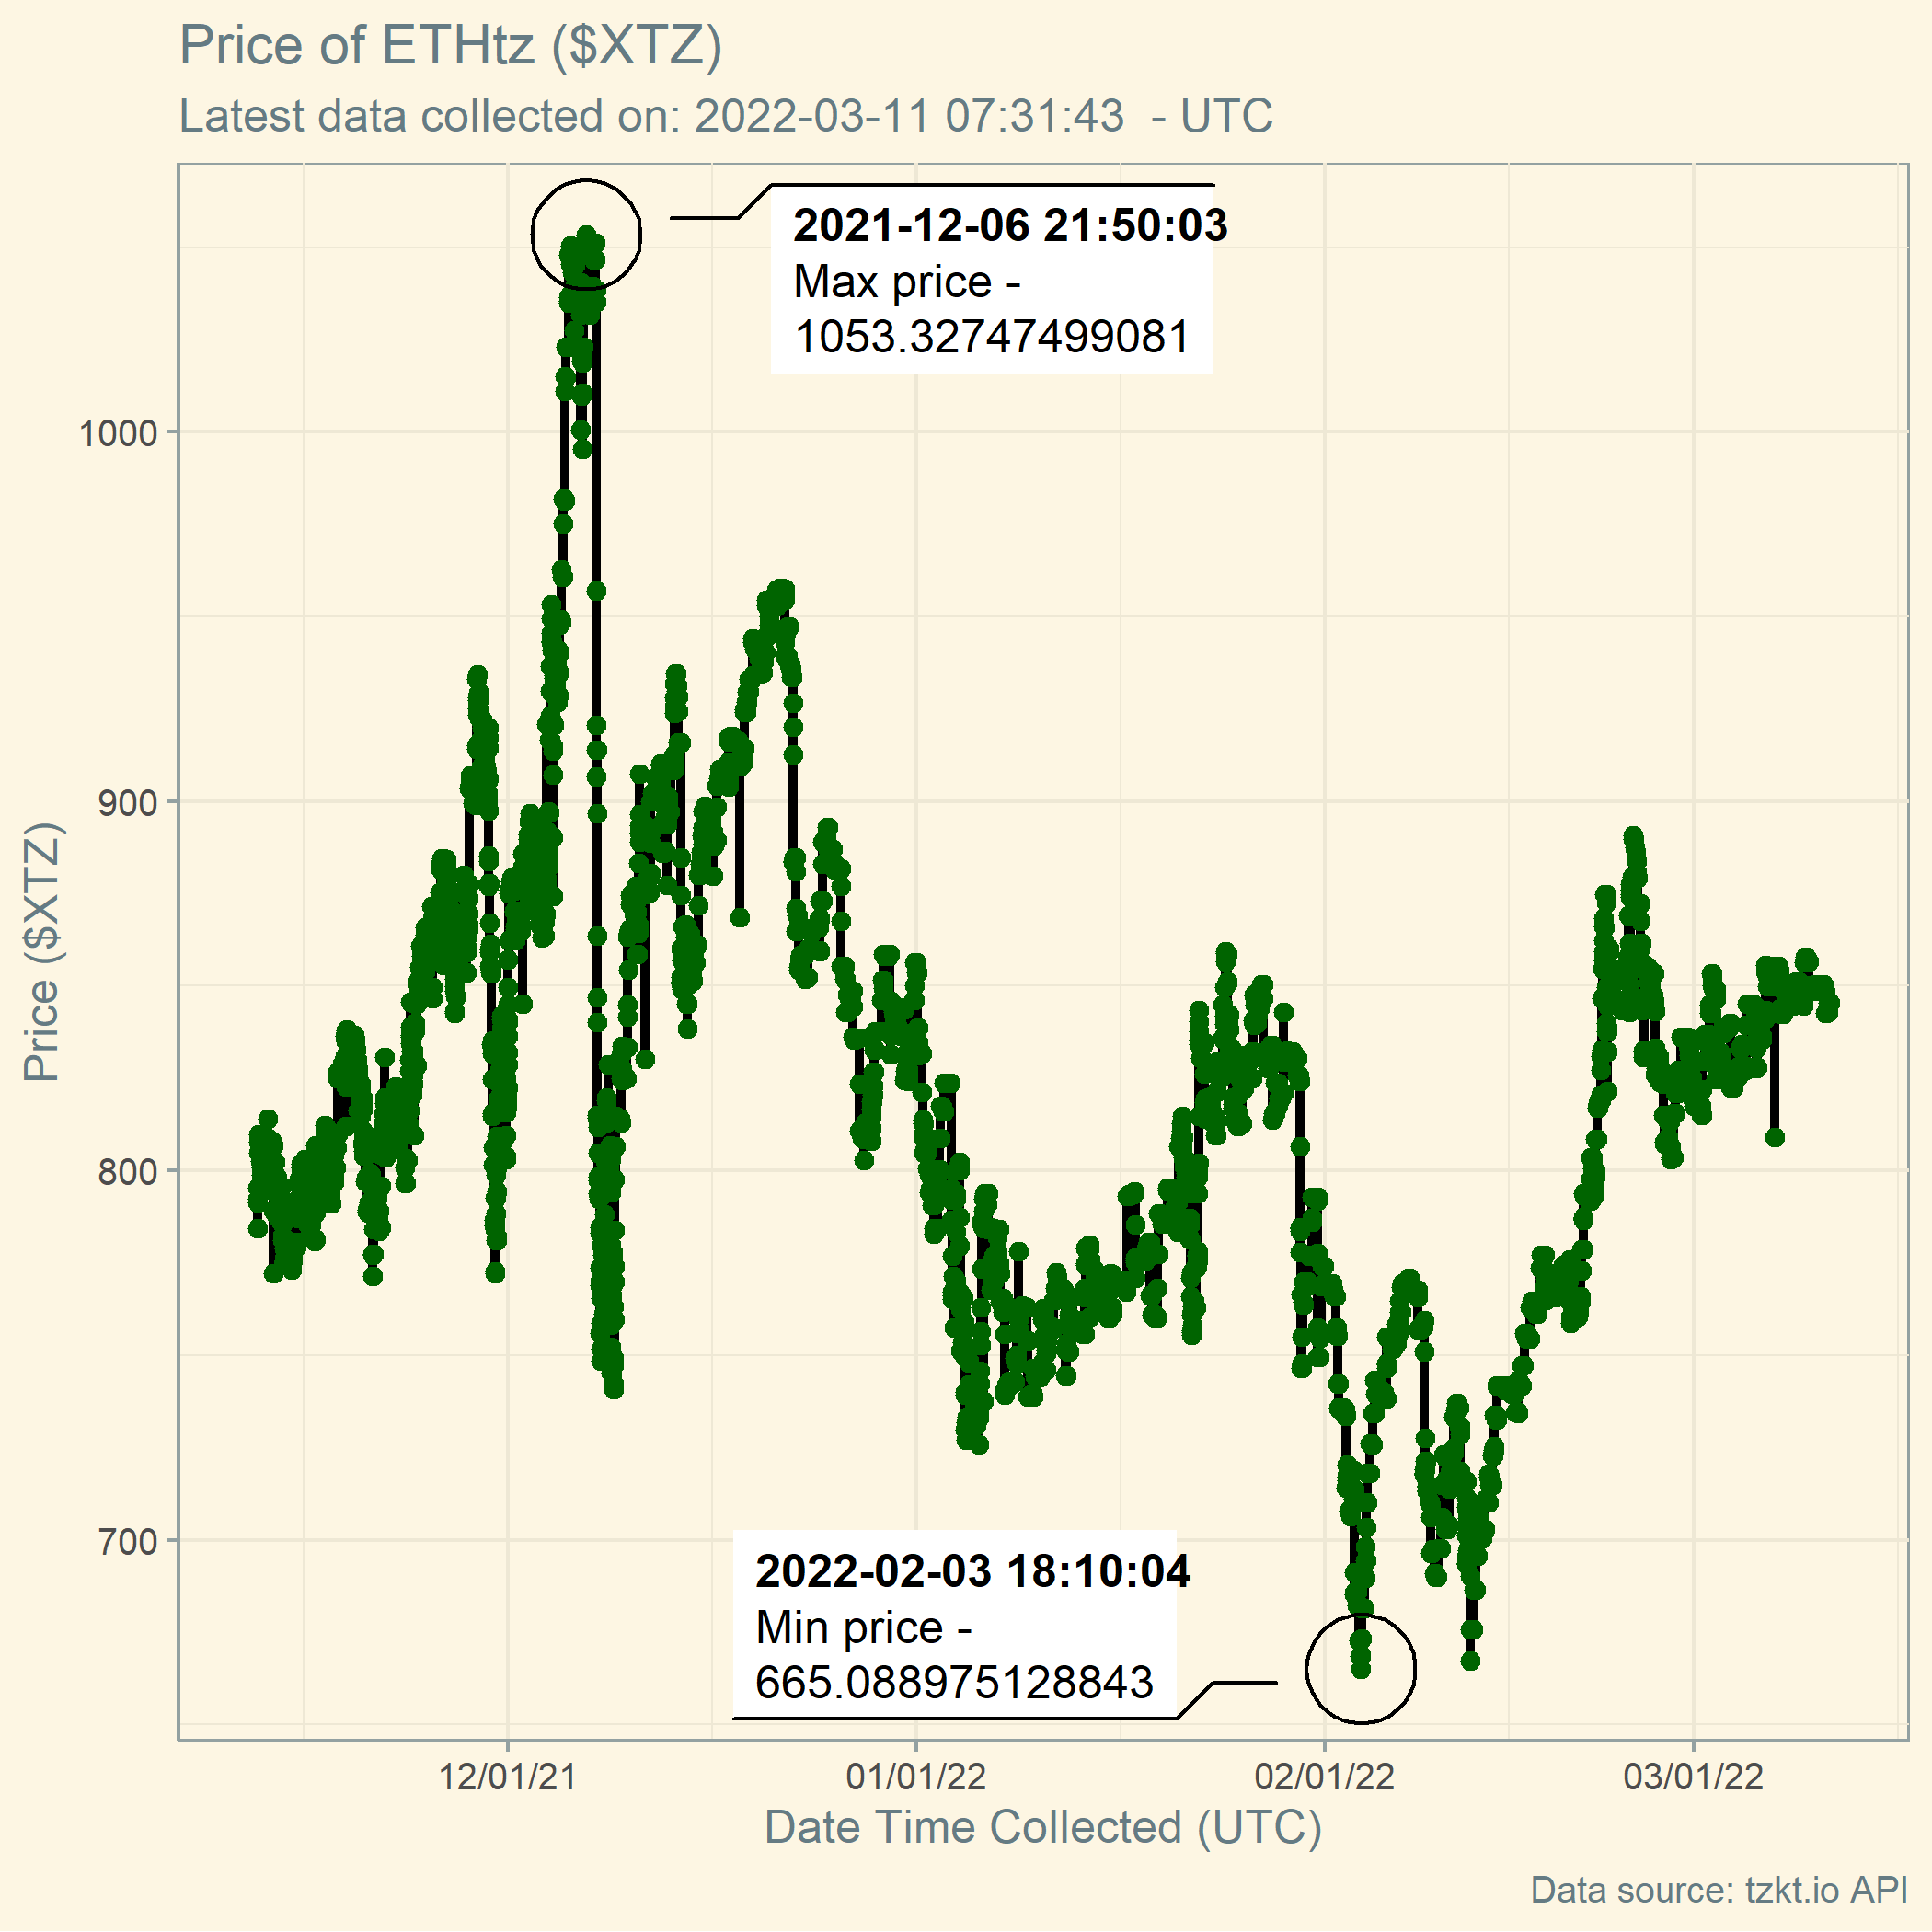 Price of ETHtz ($XTZ)
Latest data collected on: 2022-03-11 07:31:43  - UTC
2021-12-06 21:50:03
Max price -
1053.32747499081
1000
900
800
700
Price ($XTZ)
2022-02-03 18:10:04
Min price -
665.088975128843
12/01/21
01/01/22
02/01/22
03/01/22
Date Time Collected (UTC)
Data source: tzkt.io API